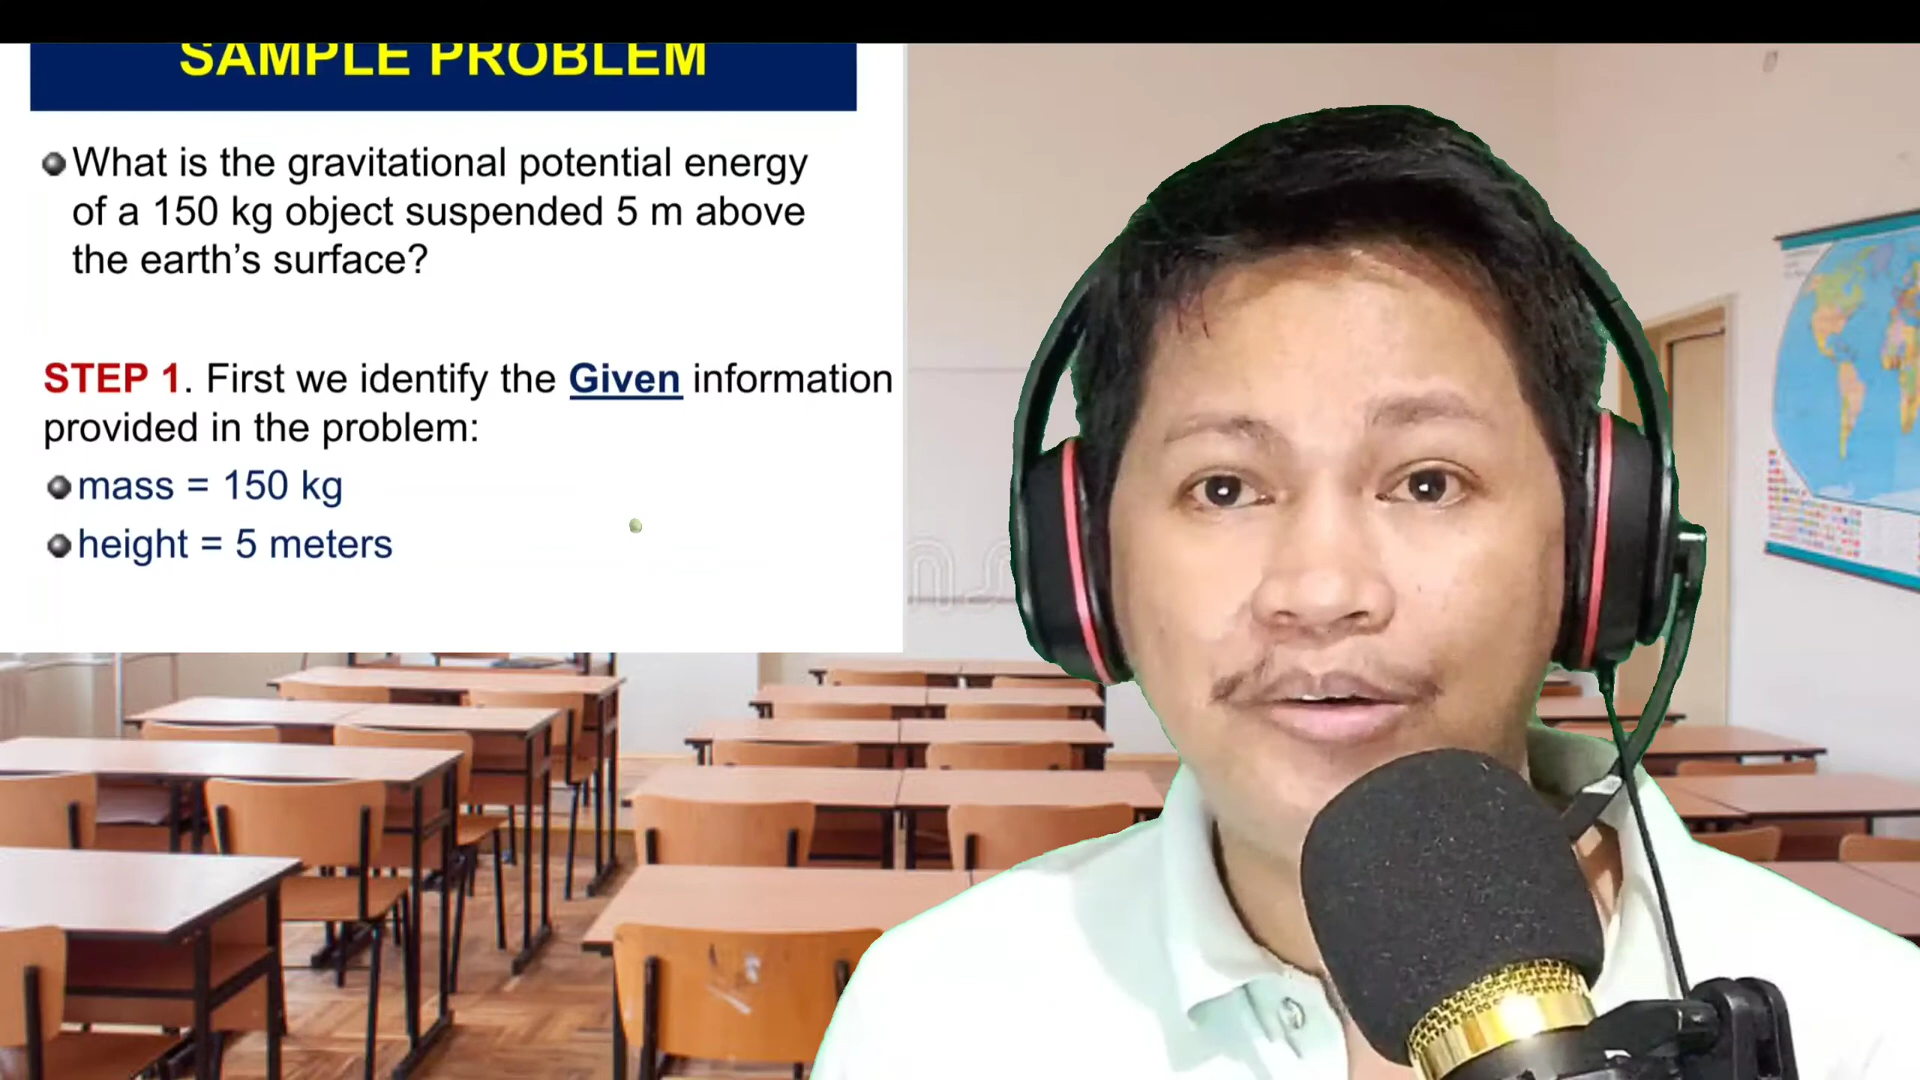 SAMPLE PROBLEM
What is the gravitational potential energy
of a 150 kg object suspended 5 m above
the earth’s surface?
STEP 1. First we identify the Given information
provided in the problem:
mass = 150 kg
height = 5 meters